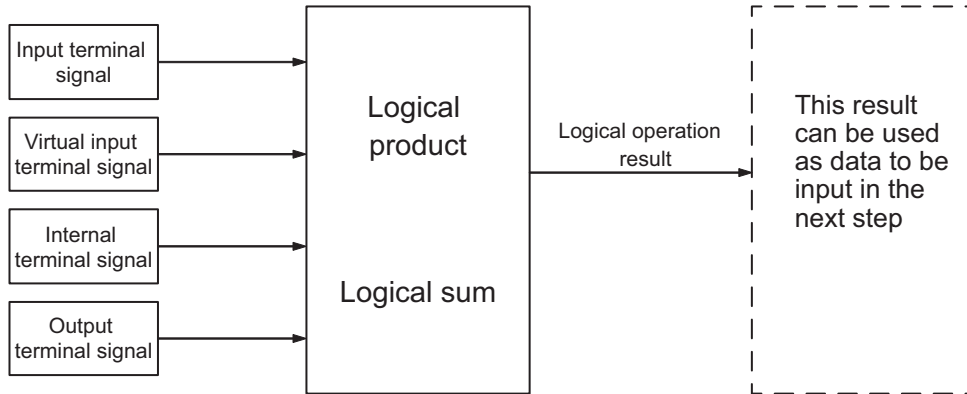 Input terminal
signal
Virtual input
terminal signal
Internal
terminal signal
Output
terminal signal
Logical
product
Logical sum
Logical operation
result
This result
can be used
as data to be
input in the
next step